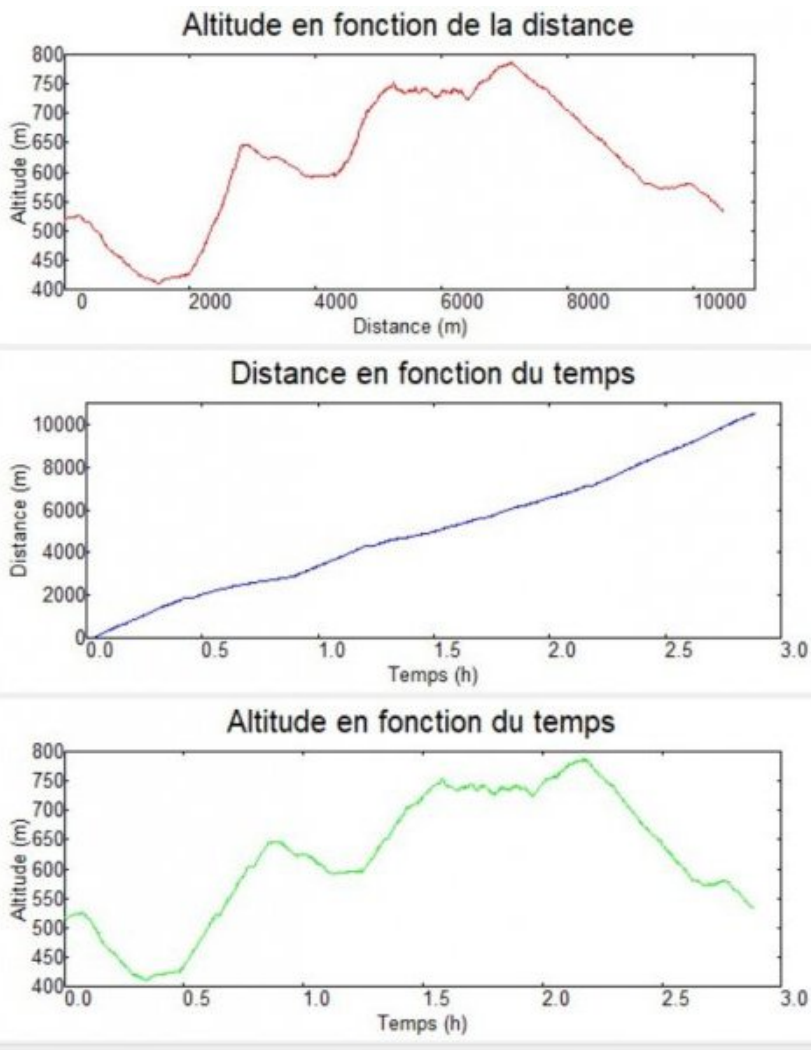 Altitude en fonction de la distance
800
750
700
650
600
550
500
450
400
Altitude (m)
0 2000 4000 6000 8000 10000
Distance (m)
Distance en fonction du temps
10000
8000
6000
4000
2000
0
Distance (m)
0.0 0.5 1.0 1.5 2.0 2.5 3.0
Temps (h)
Altitude en fonction du temps
800
750
700
650
600
550
500
450
400
Altitude (m)
0.0 0.5 1.0 1.5 2.0 2.5 3.0
Temps (h)